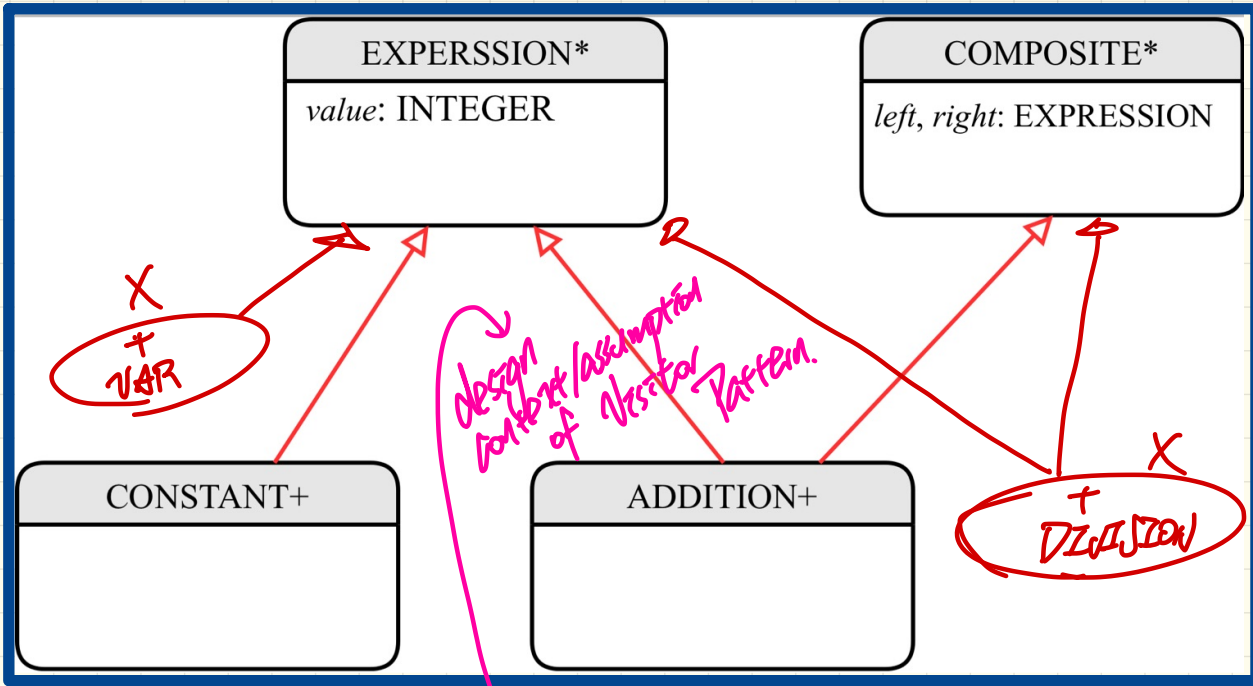 EXPERSSION*
value: INTEGER
COMPOSITE*
left, right: EXPRESSION
X
+
VAR
design
context/assumption
of Visitor Pattern.
CONSTANT+
ADDITION+
X
+
DIVISION